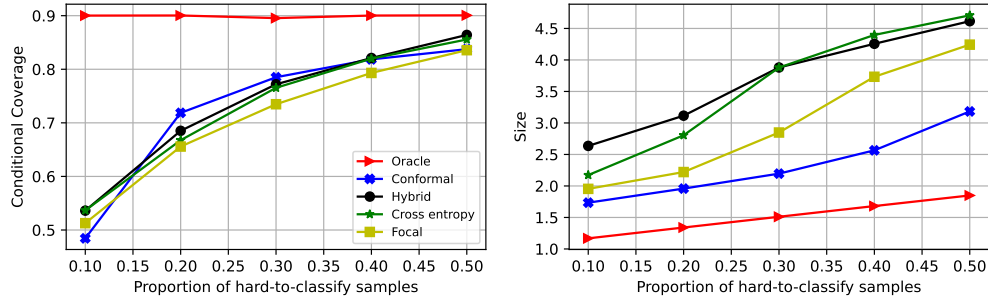 0.9
0.8
0.7
0.6
0.5
Conditional Coverage
0.10 0.15 0.20 0.25 0.30 0.35 0.40 0.45 0.50
Proportion of hard-to-classify samples
Oracle
Conformal
Hybrid
Cross entropy
Focal
4.5
4.0
3.5
3.0
2.5
2.0
1.5
1.0
Size
0.10 0.15 0.20 0.25 0.30 0.35 0.40 0.45 0.50
Proportion of hard-to-classify samples